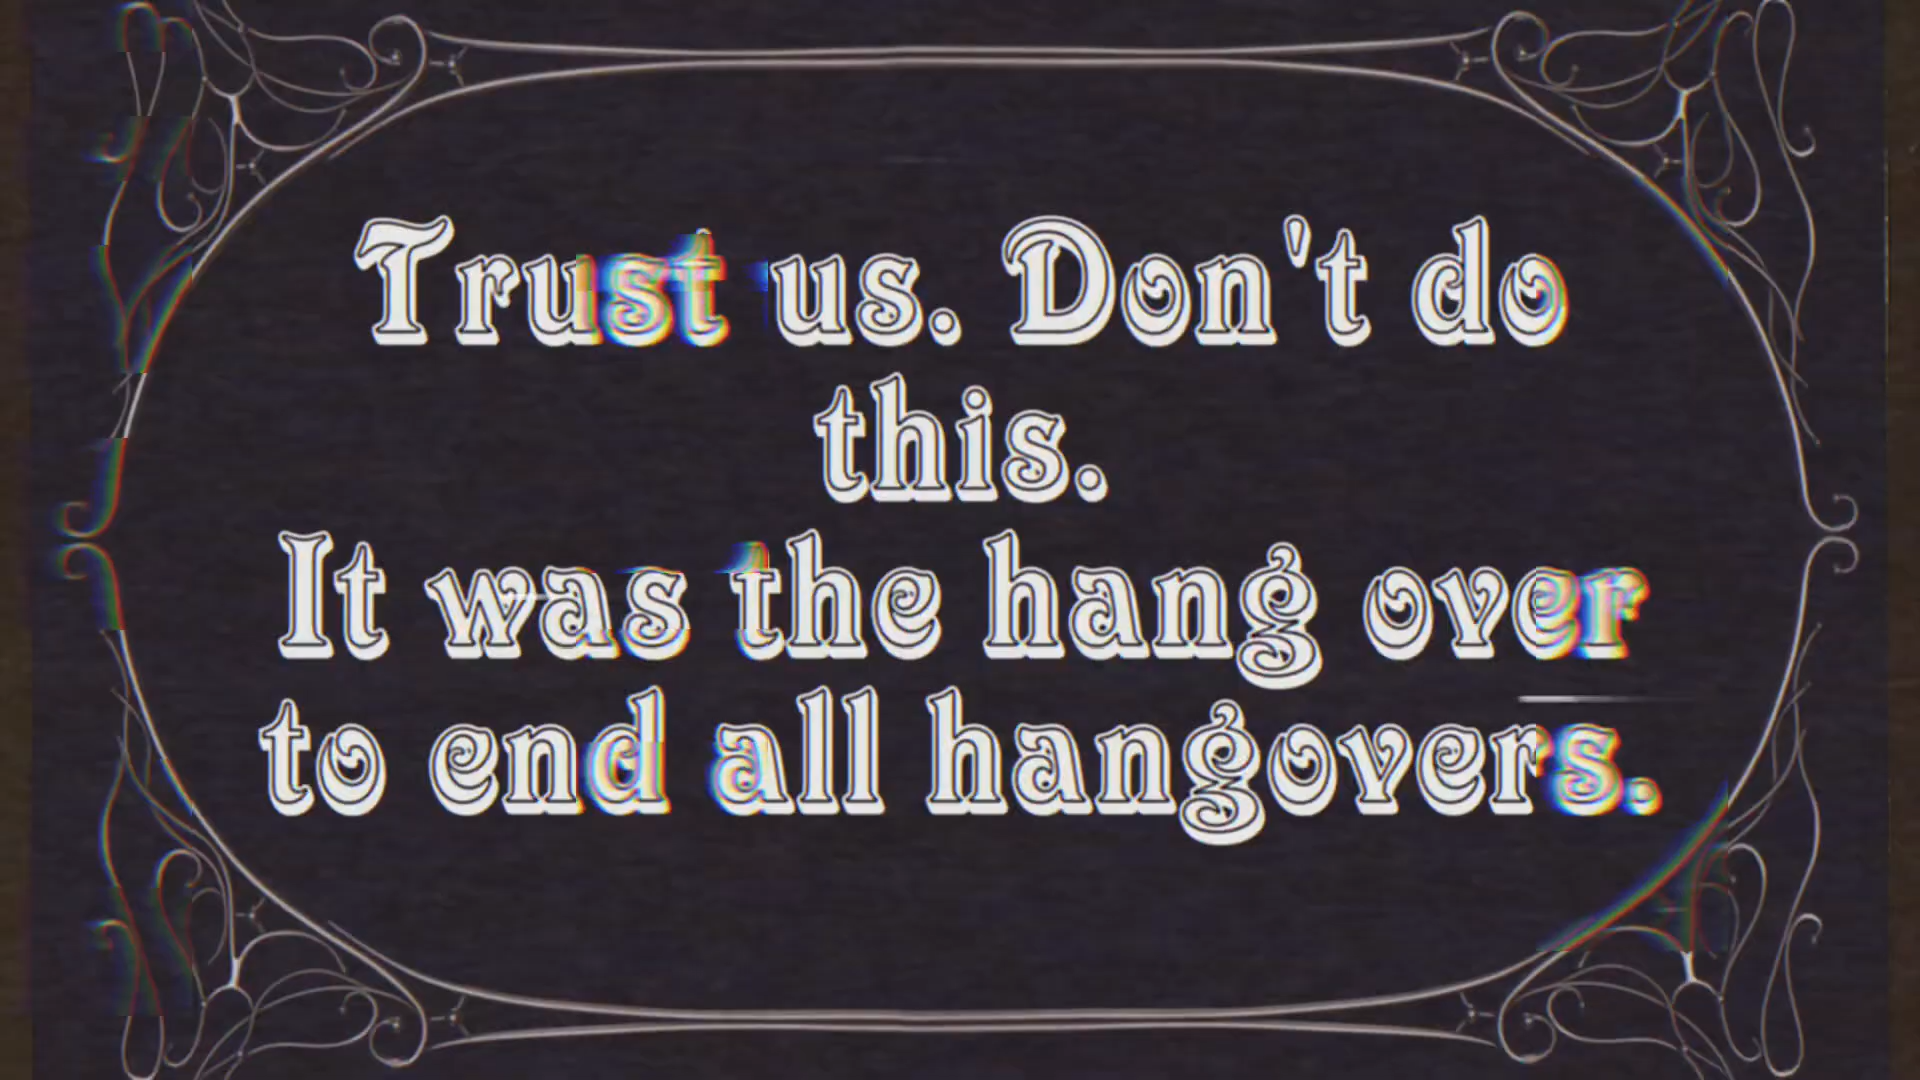 Trust us. Don't do
this.
It was the hang over
to end all hangovers.